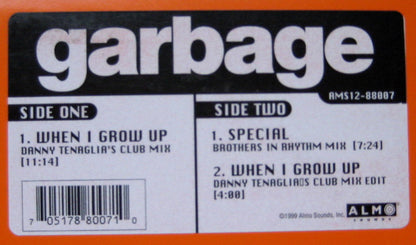 garbage
AMS12-88007
SIDE ONE
1. WHEN I GROW UP
DANNY TENAGLIA'S CLUB MIX
[11:14]
7 05178 80071 0
SIDE TWO
1. SPECIAL
BROTHERS IN RHYTHM MIX [7:24]
2. WHEN I GROW UP
DANNY TENAGLIA▯S CLUB MIX EDIT
[4:00]
©1999 Almo Sounds, Inc.
ALMO
SOUNDS